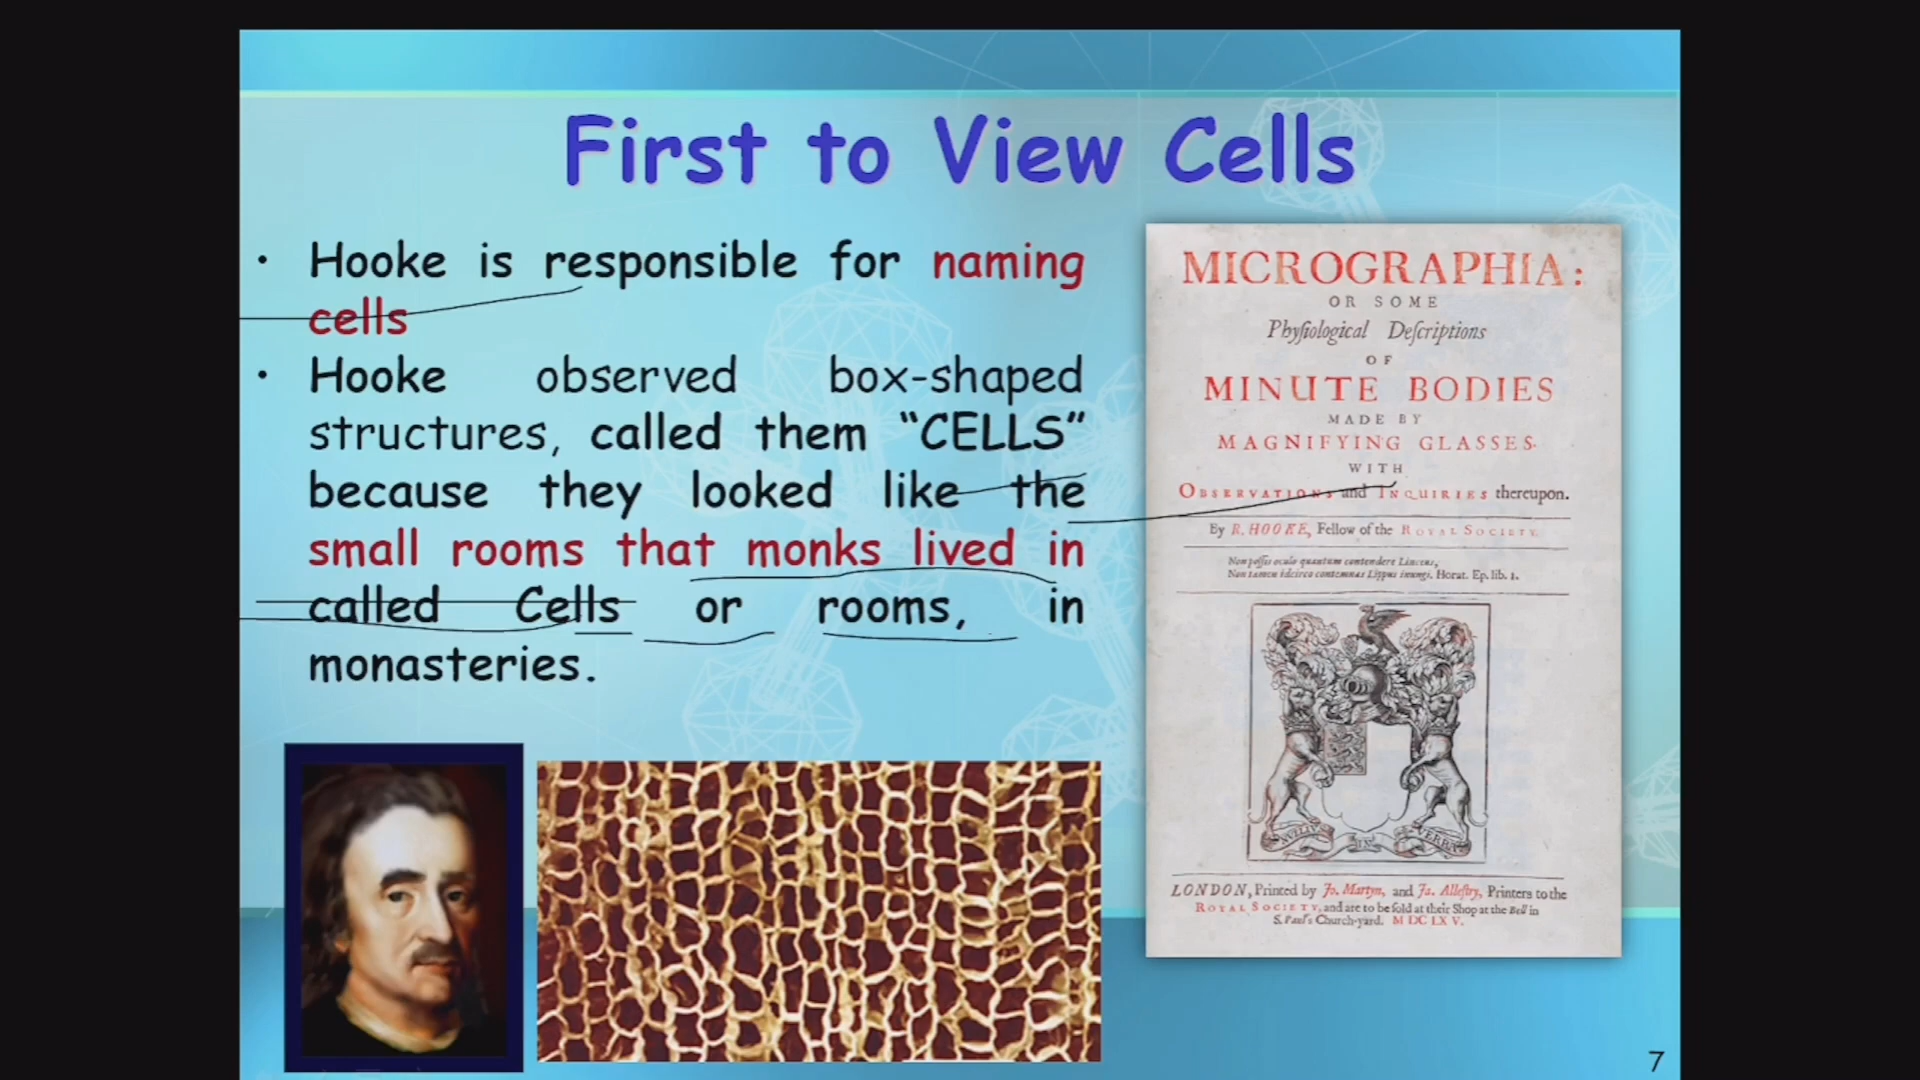 First to View Cells
• Hooke is responsible for naming
cells
• Hooke observed box-shaped
structures, called them “CELLS”
because they looked like the
small rooms that monks lived in
called Cells or rooms, in
monasteries.
MICROGRAPHIA:
OR SOME
Phyſiological Deſcriptions
OF
MINUTE BODIES
MADE BY
MAGNIFYING GLASSES.
WITH
OBSERVATIONS and INQUIRIES thereupon.
By R. HOOKE, Fellow of the ROYAL SOCIETY.
Non poſſis oculo quantum contendere Linceus,
Non tamen idcirco contemnas Lippus inungi. Horat. Ep. lib. 1.
LONDON, Printed by Jo. Martyn, and Ja. Alleſtry, Printers to the
ROYAL SOCIETY, and are to be ſold at their Shop at the Bell in
S. Paul's Church-yard. M DC LX V.
7